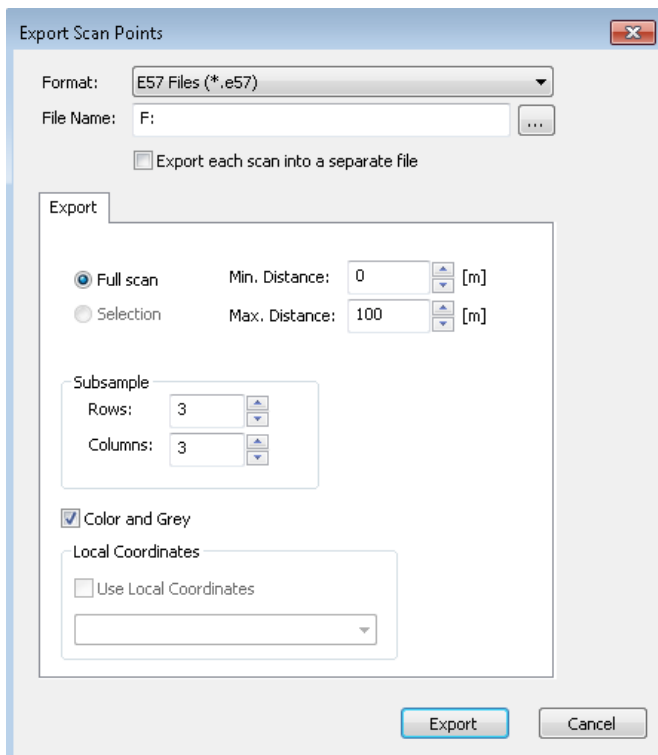 Export Scan Points
Format: E57 Files (*.e57)
File Name: F: ...
Export each scan into a separate file
Export
Full scan Min. Distance: 0 [m]
Selection Max. Distance: 100 [m]
Subsample
Rows: 3
Columns: 3
Color and Grey
Local Coordinates
Use Local Coordinates
Export Cancel